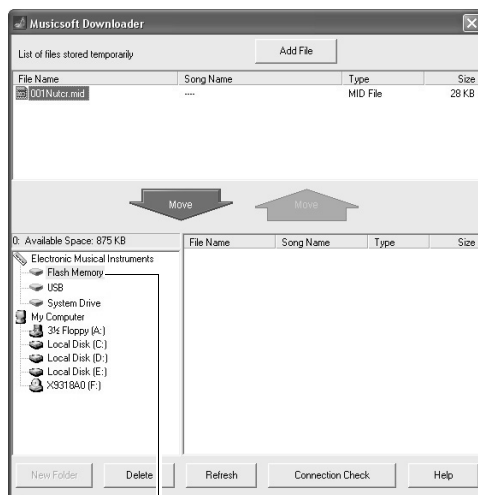 Musicsoft Downloader
List of files stored temporarily
Add File
File Name Song Name Type Size
001Nutcr.mid ---- MID File 28 KB
Move Move
0: Available Space: 875 KB
File Name Song Name Type Size
Electronic Musical Instruments
Flash Memory
USB
System Drive
My Computer
3½ Floppy (A:)
Local Disk (C:)
Local Disk (D:)
Local Disk (E:)
X9318A0 (F:)
New Folder Delete Refresh Connection Check Help